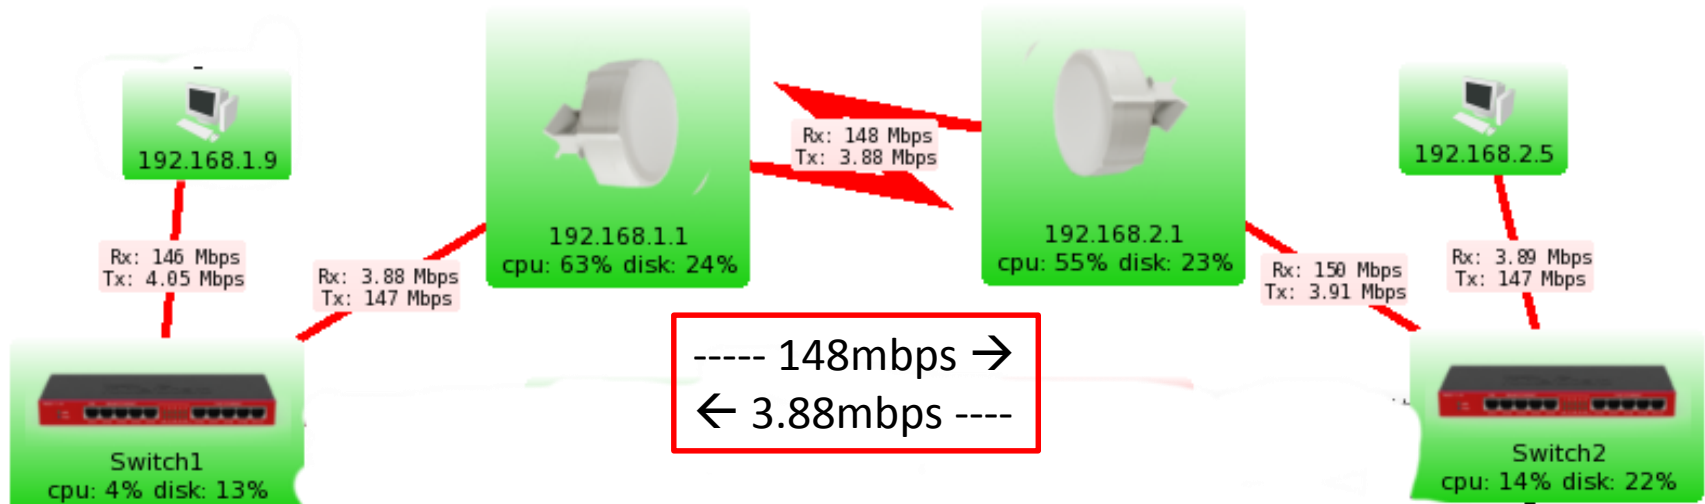 192.168.1.9
Rx: 146 Mbps
Tx: 4.05 Mbps
Switch1
cpu: 4% disk: 13%
Rx: 3.88 Mbps
Tx: 147 Mbps
192.168.1.1
cpu: 63% disk: 24%
Rx: 148 Mbps
Tx: 3.88 Mbps
----- 148mbps →
← 3.88mbps ----
192.168.2.1
cpu: 55% disk: 23%
Rx: 150 Mbps
Tx: 3.91 Mbps
192.168.2.5
Rx: 3.89 Mbps
Tx: 147 Mbps
Switch2
cpu: 14% disk: 22%